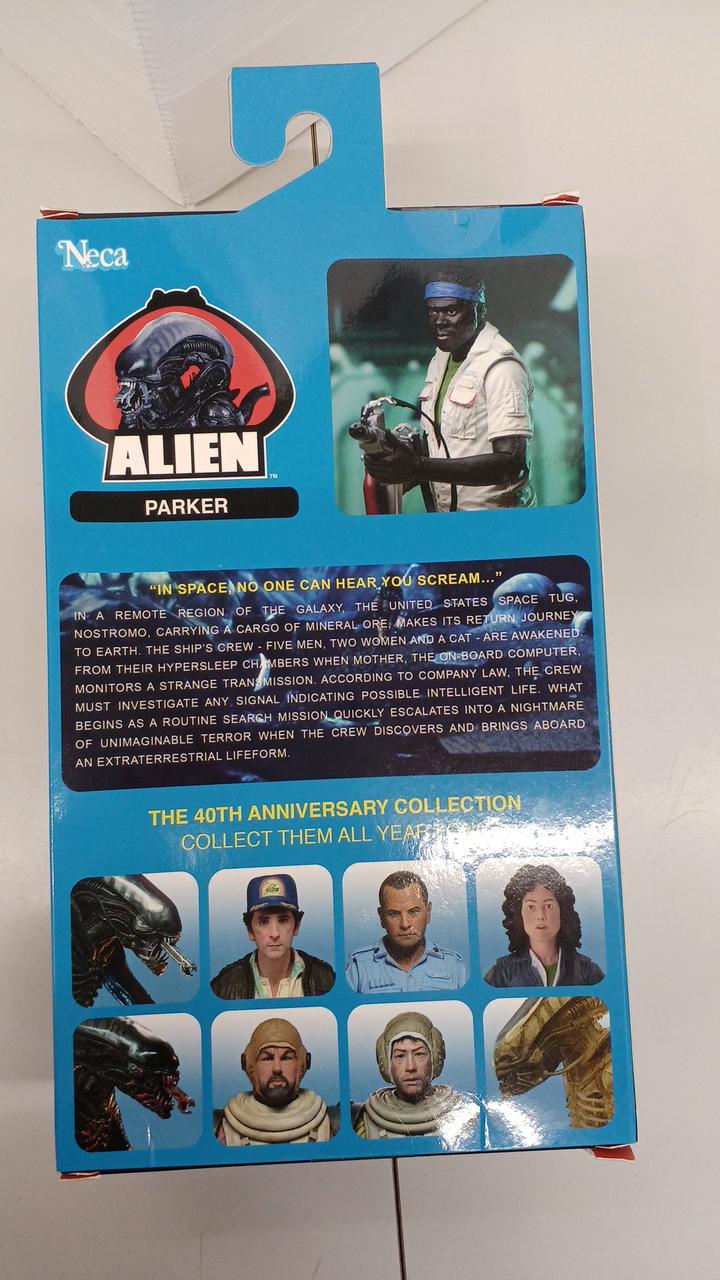 Neca
ALIEN
TM
PARKER
"IN SPACE, NO ONE CAN HEAR YOU SCREAM..."
IN A REMOTE REGION OF THE GALAXY, THE UNITED STATES SPACE TUG,
NOSTROMO, CARRYING A CARGO OF MINERAL ORE, MAKES ITS RETURN JOURNEY
TO EARTH. THE SHIP'S CREW - FIVE MEN, TWO WOMEN AND A CAT - ARE AWAKENED
FROM THEIR HYPERSLEEP CHAMBERS WHEN MOTHER, THE ON-BOARD COMPUTER,
MONITORS A STRANGE TRANSMISSION. ACCORDING TO COMPANY LAW, THE CREW
MUST INVESTIGATE ANY SIGNAL INDICATING POSSIBLE INTELLIGENT LIFE. WHAT
BEGINS AS A ROUTINE SEARCH MISSION QUICKLY ESCALATES INTO A NIGHTMARE
OF UNIMAGINABLE TERROR WHEN THE CREW DISCOVERS AND BRINGS ABOARD
AN EXTRATERRESTRIAL LIFEFORM.
THE 40TH ANNIVERSARY COLLECTION
COLLECT THEM ALL YEAR